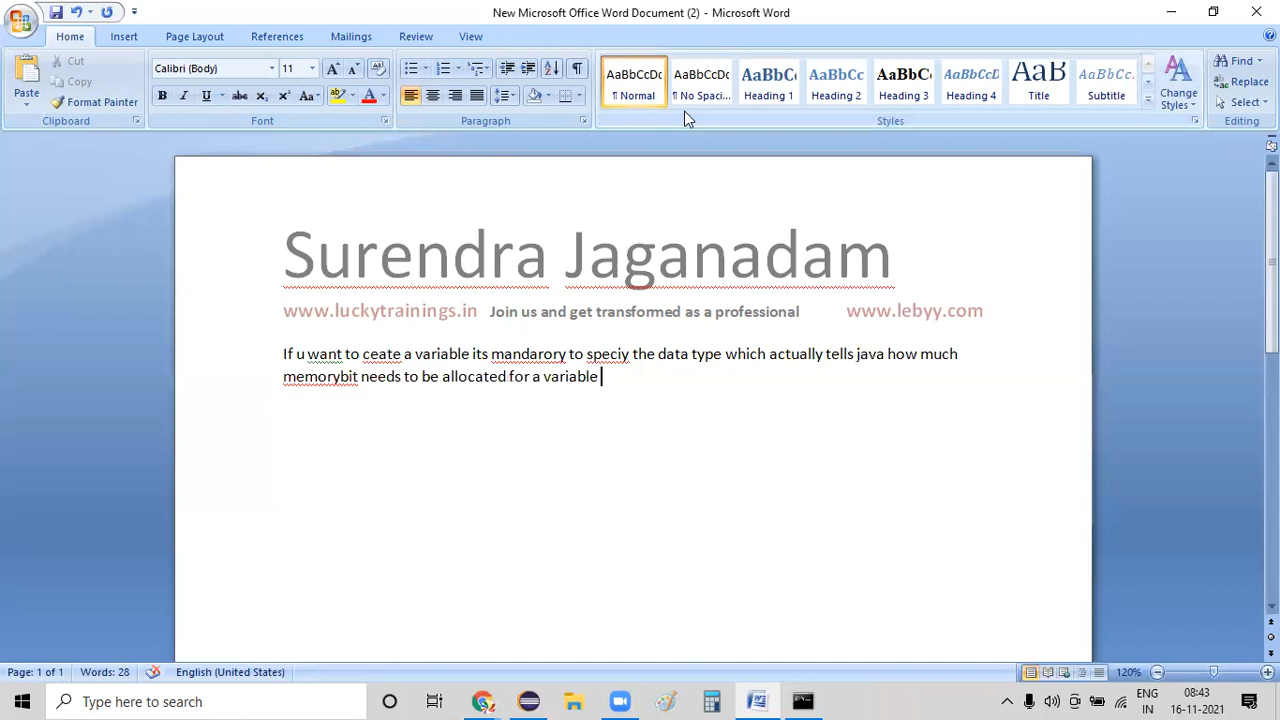 New Microsoft Office Word Document (2) - Microsoft Word
Home Insert Page Layout References Mailings Review View
Paste Cut Copy Format Painter
Clipboard
Calibri (Body) 11
B I U abc x₂ x² Aa
Font
Paragraph
AaBbCcDc AaBbCcDc AaBbC AaBbCc AaBbCc AaBbCcD AaB AaBbCc
¶ Normal ¶ No Spaci... Heading 1 Heading 2 Heading 3 Heading 4 Title Subtitle
Change Styles
Styles
Find
Replace
Select
Editing
Surendra Jaganadam
www.luckytrainings.in Join us and get transformed as a professional www.lebyy.com
If u want to ceate a variable its mandarory to speciy the data type which actually tells java how much
memorybit needs to be allocated for a variable
Page: 1 of 1 Words: 28 English (United States) 120%
Type here to search
ENG
IN
08:43
16-11-2021